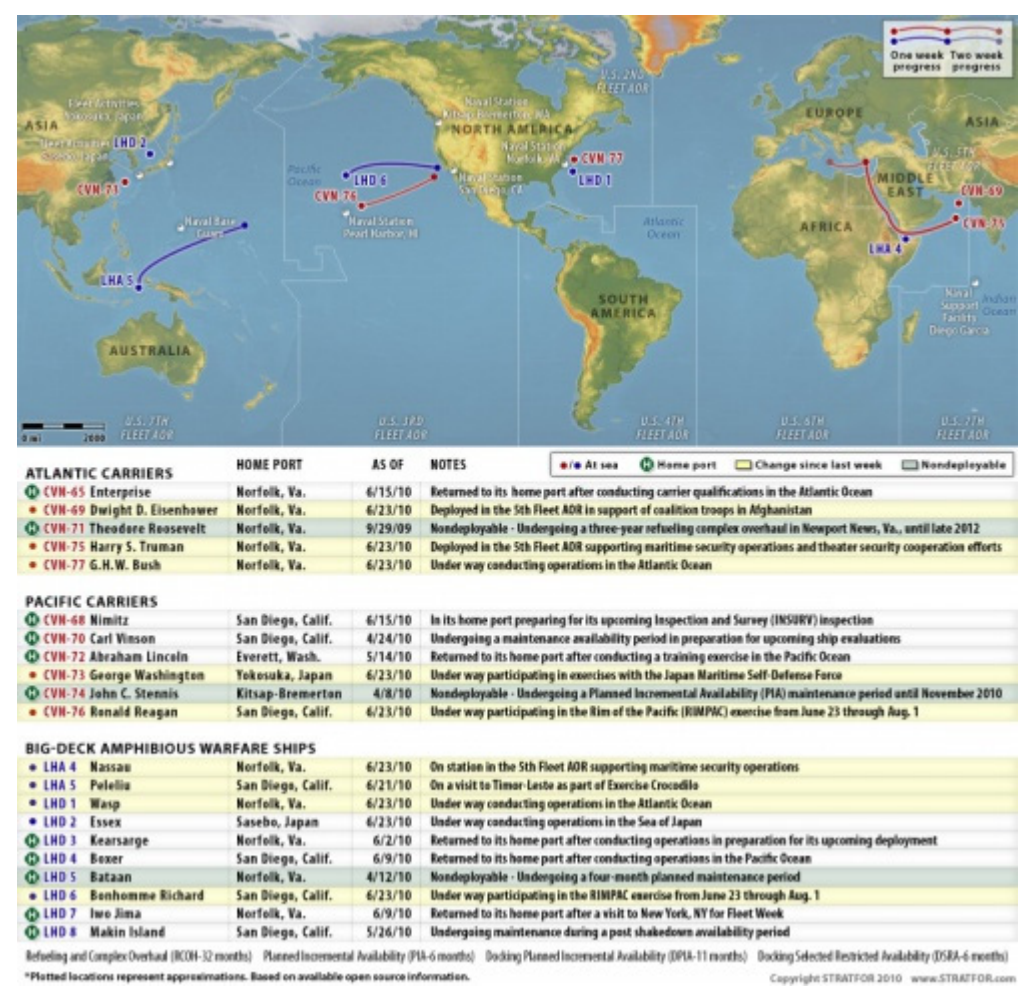 One week progress
Two week progress
U.S. 2ND FLEET AOR
Fleet Activities Yokosuka, Japan
ASIA
LHD 2
Fleet Activities Sasebo, Japan
CVN-73
Naval Station Kitsap-Bremerton, WA
NORTH AMERICA
Naval Station Norfolk, VA
CVN-77
LHD 1
Pacific Ocean
LHD 6
CVN-76
Naval Station San Diego, CA
Naval Base Guam
Naval Station Pearl Harbor, HI
LHA 5
Atlantic Ocean
EUROPE
ASIA
U.S. 5TH FLEET AOR
MIDDLE EAST
CVN-69
CVN-75
AFRICA
LHA 4
Naval Support Facility Diego Garcia
Indian Ocean
SOUTH AMERICA
AUSTRALIA
0 mi 2000
U.S. 7TH FLEET AOR
U.S. 3RD FLEET AOR
U.S. 4TH FLEET AOR
U.S. 6TH FLEET AOR
U.S. 7TH FLEET AOR
ATLANTIC CARRIERS HOME PORT AS OF NOTES At sea H Home port Change since last week Nondeployable
H CVN-65 Enterprise Norfolk, Va. 6/15/10 Returned to its home port after conducting carrier qualifications in the Atlantic Ocean
CVN-69 Dwight D. Eisenhower Norfolk, Va. 6/23/10 Deployed in the 5th Fleet AOR in support of coalition troops in Afghanistan
H CVN-71 Theodore Roosevelt Norfolk, Va. 9/29/09 Nondeployable - Undergoing a three-year refueling complex overhaul in Newport News, Va., until late 2012
CVN-75 Harry S. Truman Norfolk, Va. 6/23/10 Deployed in the 5th Fleet AOR supporting maritime security operations and theater security cooperation efforts
CVN-77 G.H.W. Bush Norfolk, Va. 6/23/10 Under way conducting operations in the Atlantic Ocean
PACIFIC CARRIERS
H CVN-68 Nimitz San Diego, Calif. 6/15/10 In its home port preparing for its upcoming Inspection and Survey (INSURV) inspection
H CVN-70 Carl Vinson San Diego, Calif. 4/24/10 Undergoing a maintenance availability period in preparation for upcoming ship evaluations
H CVN-72 Abraham Lincoln Everett, Wash. 5/14/10 Returned to its home port after conducting a training exercise in the Pacific Ocean
CVN-73 George Washington Yokosuka, Japan 6/23/10 Under way participating in exercises with the Japan Maritime Self-Defense Force
H CVN-74 John C. Stennis Kitsap-Bremerton 4/8/10 Nondeployable - Undergoing a Planned Incremental Availability (PIA) maintenance period until November 2010
CVN-76 Ronald Reagan San Diego, Calif. 6/23/10 Under way participating in the Rim of the Pacific (RIMPAC) exercise from June 23 through Aug. 1
BIG-DECK AMPHIBIOUS WARFARE SHIPS
LHA 4 Nassau Norfolk, Va. 6/23/10 On station in the 5th Fleet AOR supporting maritime security operations
LHA 5 Peleliu San Diego, Calif. 6/21/10 On a visit to Timor-Leste as part of Exercise Crocodilo
LHD 1 Wasp Norfolk, Va. 6/23/10 Under way conducting operations in the Atlantic Ocean
LHD 2 Essex Sasebo, Japan 6/23/10 Under way conducting operations in the Sea of Japan
H LHD 3 Kearsarge Norfolk, Va. 6/2/10 Returned to its home port after conducting operations in preparation for its upcoming deployment
H LHD 4 Boxer San Diego, Calif. 6/9/10 Returned to its home port after conducting operations in the Pacific Ocean
H LHD 5 Bataan Norfolk, Va. 4/12/10 Nondeployable - Undergoing a four-month planned maintenance period
LHD 6 Bonhomme Richard San Diego, Calif. 6/23/10 Under way participating in the RIMPAC exercise from June 23 through Aug. 1
H LHD 7 Iwo Jima Norfolk, Va. 6/9/10 Returned to its home port after a visit to New York, NY for Fleet Week
H LHD 8 Makin Island San Diego, Calif. 5/26/10 Undergoing maintenance during a post shakedown availability period
Refueling and Complex Overhaul (RCOH-32 months) Planned Incremental Availability (PIA-6 months) Docking Planned Incremental Availability (DPIA-11 months) Docking Selected Restricted Availability (DSRA-6 months)
*Plotted locations represent approximations. Based on available open source information. Copyright STRATFOR 2010 www.STRATFOR.com